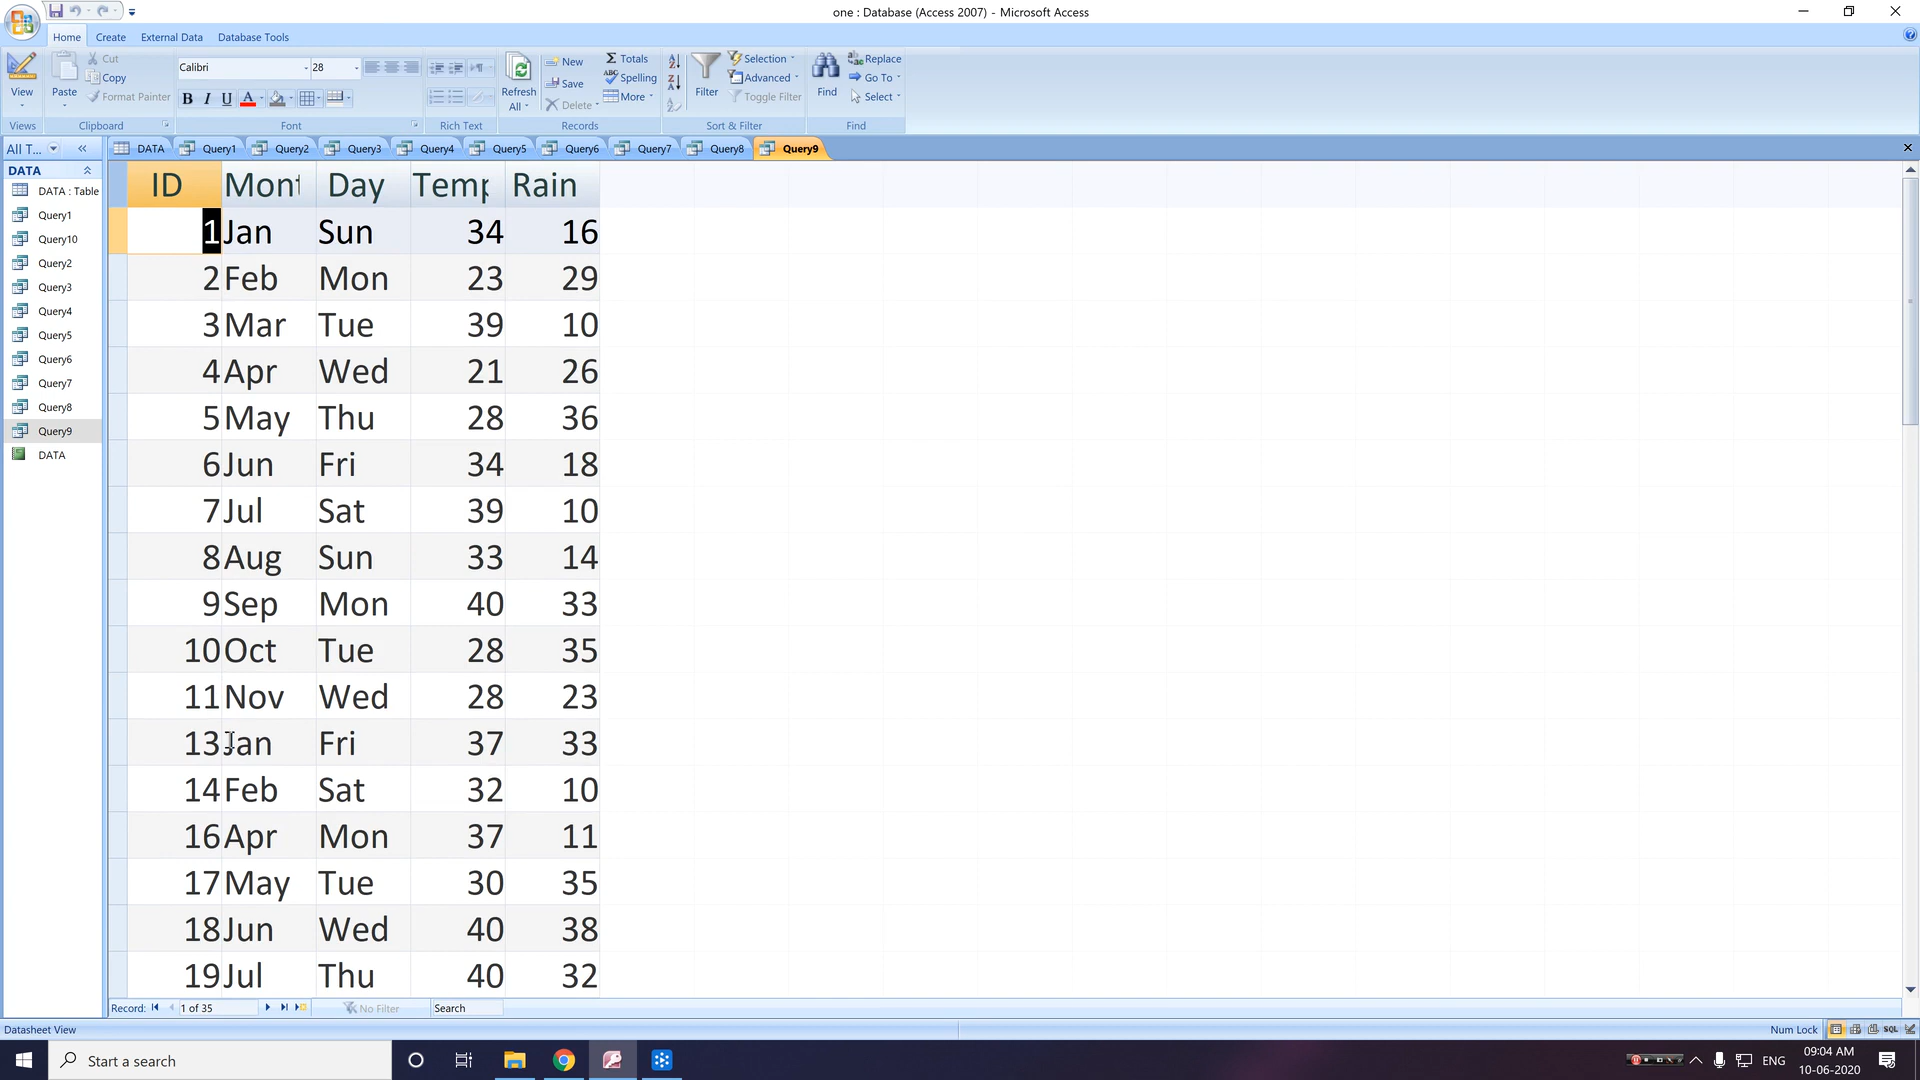 one : Database (Access 2007) - Microsoft Access
Home Create External Data Database Tools
View
Views
Paste
Cut
Copy
Format Painter
Clipboard
Calibri 28
B I U A
Font
Rich Text
Refresh
All
New
Save
Delete
Totals
Spelling
More
Records
Filter
Selection
Advanced
Toggle Filter
Sort & Filter
Find
Replace
Go To
Select
Find
All T...
DATA Query1 Query2 Query3 Query4 Query5 Query6 Query7 Query8 Query9
DATA
DATA : Table
Query1
Query10
Query2
Query3
Query4
Query5
Query6
Query7
Query8
Query9
DATA
ID Mont Day Temp Rain
1 Jan Sun 34 16
2 Feb Mon 23 29
3 Mar Tue 39 10
4 Apr Wed 21 26
5 May Thu 28 36
6 Jun Fri 34 18
7 Jul Sat 39 10
8 Aug Sun 33 14
9 Sep Mon 40 33
10 Oct Tue 28 35
11 Nov Wed 28 23
13 Jan Fri 37 33
14 Feb Sat 32 10
16 Apr Mon 37 11
17 May Tue 30 35
18 Jun Wed 40 38
19 Jul Thu 40 32
Record: 1 of 35 No Filter Search
Datasheet View Num Lock SQL
Start a search
ENG
09:04 AM
10-06-2020